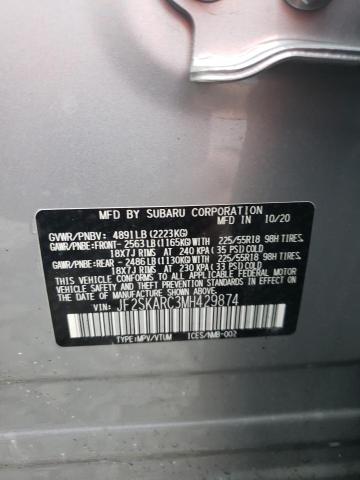 MFD BY SUBARU CORPORATION 10/20
GVWR/PNBV: 4891LB(2223KG)
GAWR/PNBE:FRONT- 2563LB(1165KG)WITH 225/55R18 98H TIRES,
18X7J RIMS AT 240 KPA(35 PSI)COLD
GAWR/PNBE:REAR - 2486LB(1130KG)WITH 225/55R18 98H TIRES,
18X7J RIMS AT 230 KPA(33 PSI)COLD
THIS VEHICLE CONFORMS TO ALL APPLICABLE FEDERAL MOTOR
VEHICLE SAFETY AND THEFT PREVENTION STANDARDS IN EFFECT
ON THE DATE OF MANUFACTURE SHOWN ABOVE.
VIN: JF2SKARC3MH429874
TYPE:MPV/VTUM ICES/NMB-002